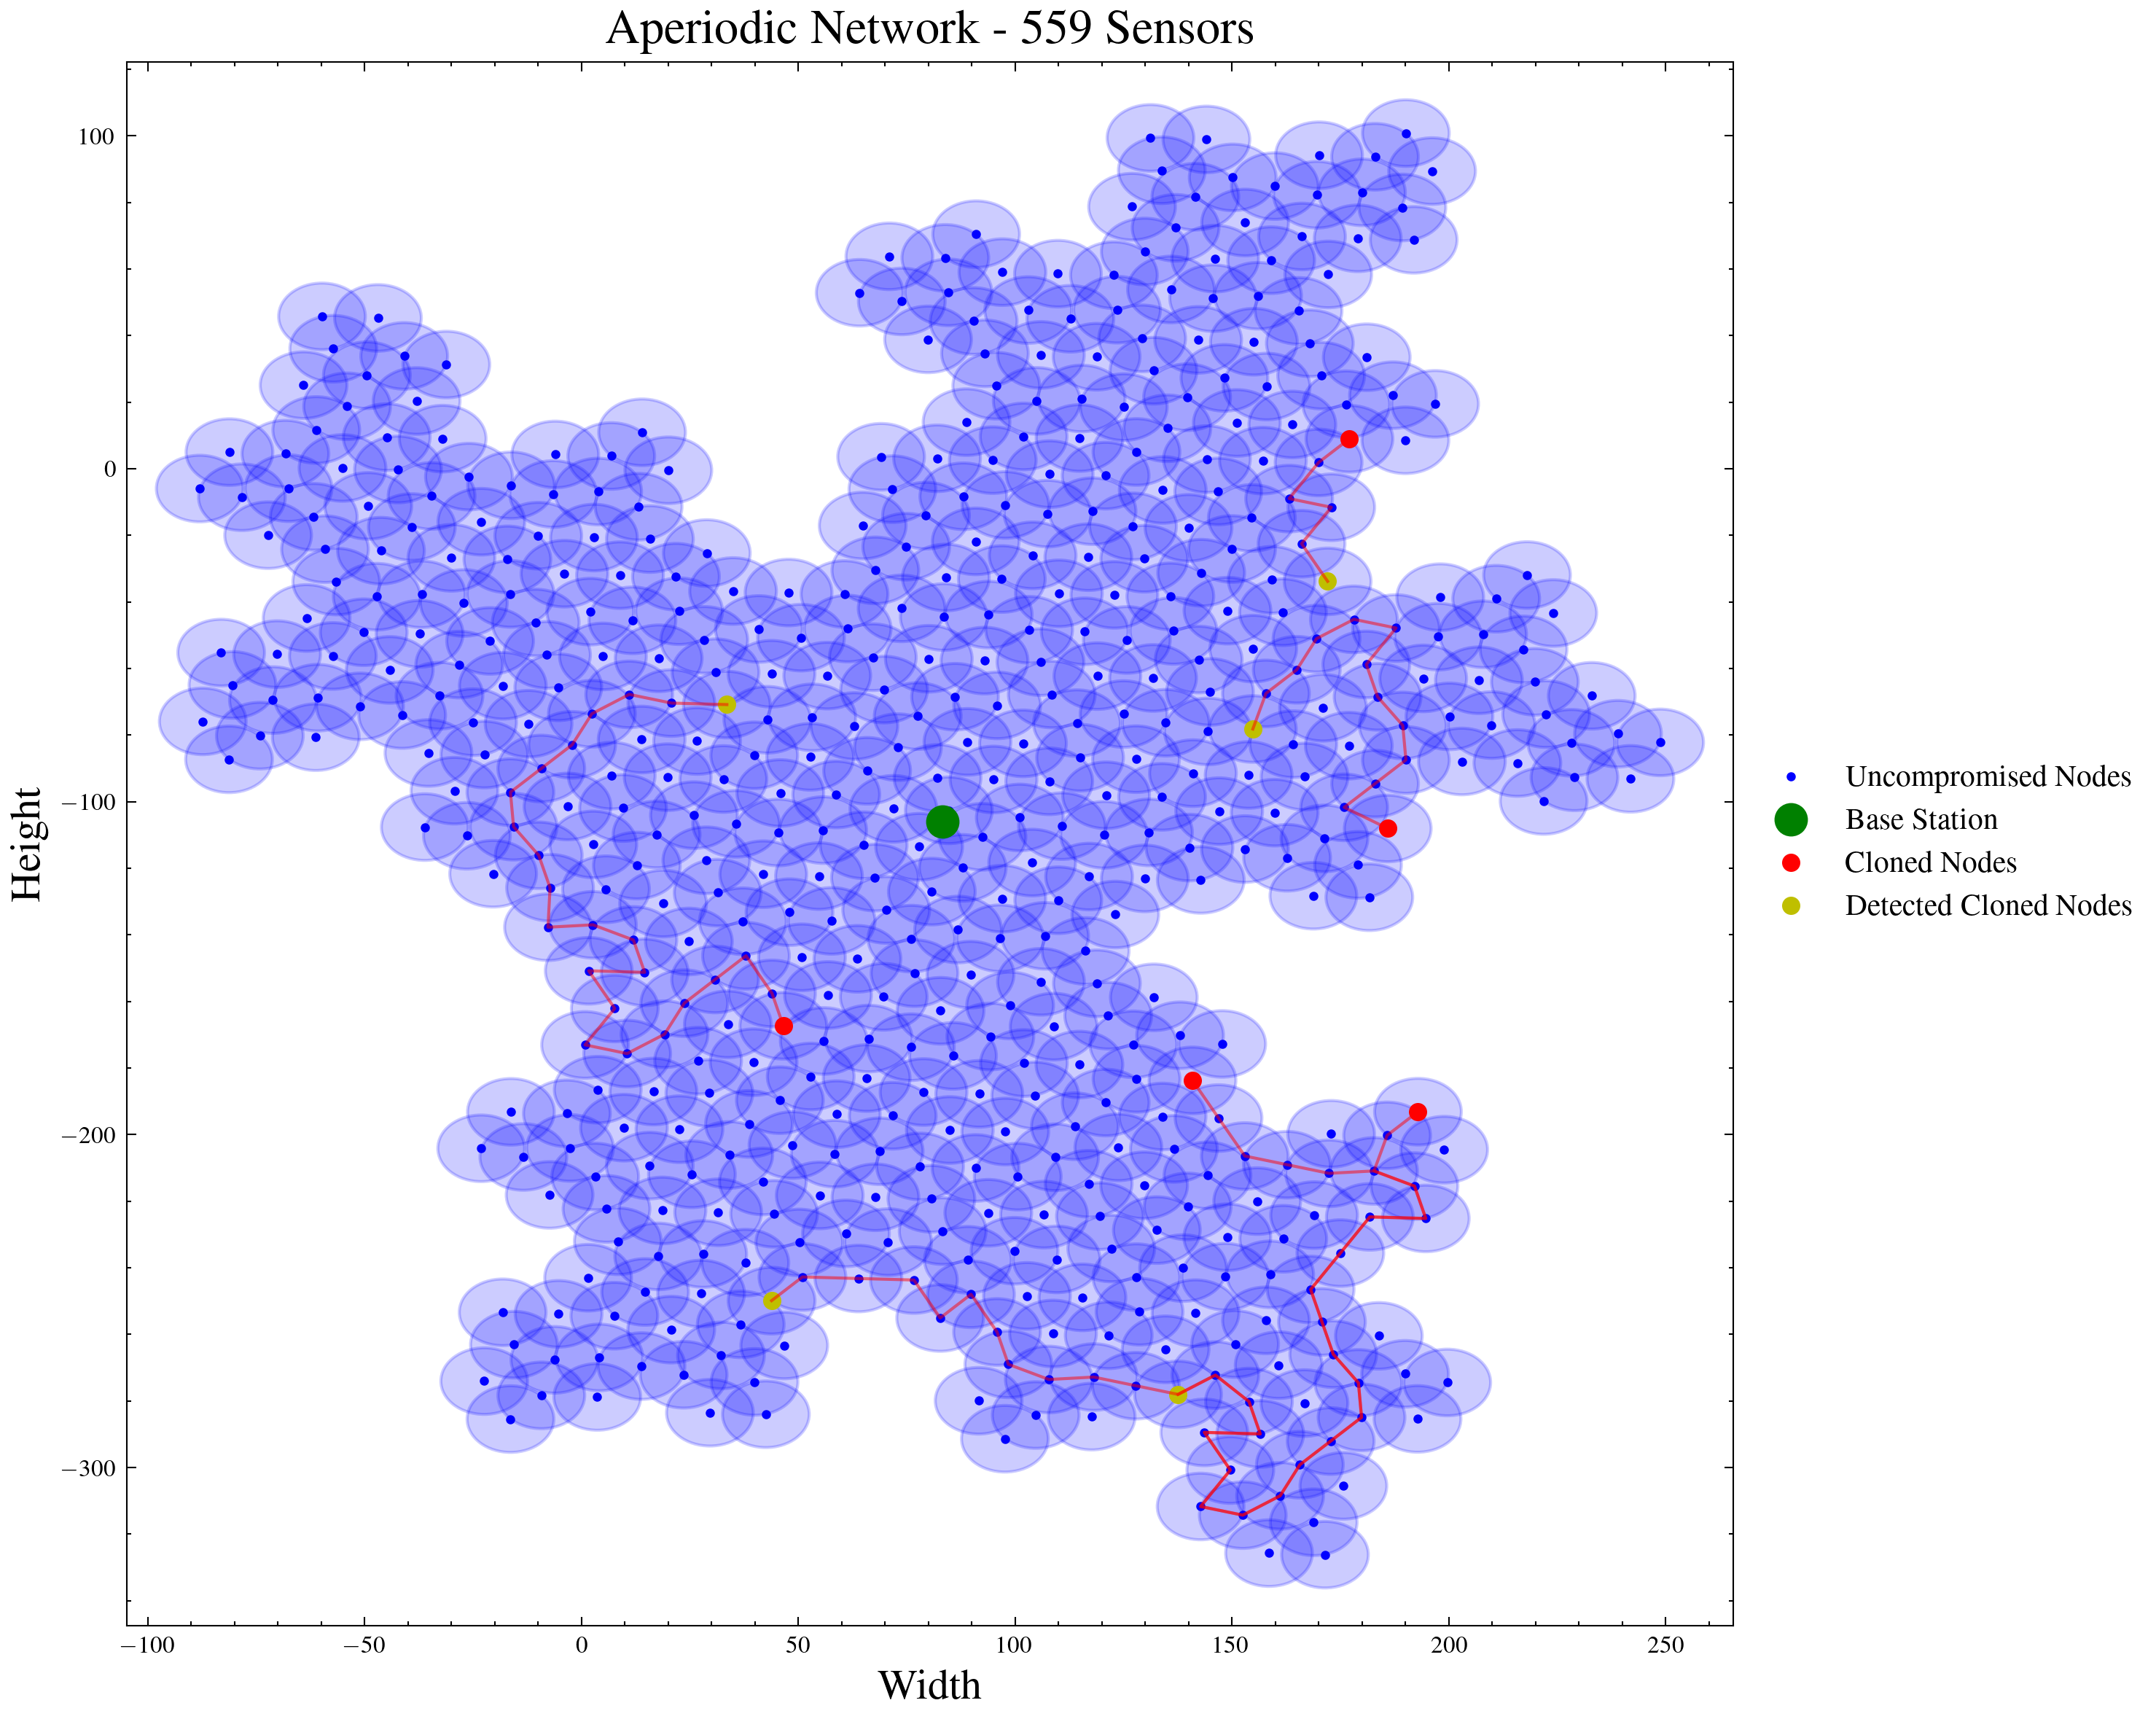 Aperiodic Network - 559 Sensors
Height
100
0
−100
−200
−300
−100
−50
0
50
100
150
200
250
Width
Uncompromised Nodes
Base Station
Cloned Nodes
Detected Cloned Nodes